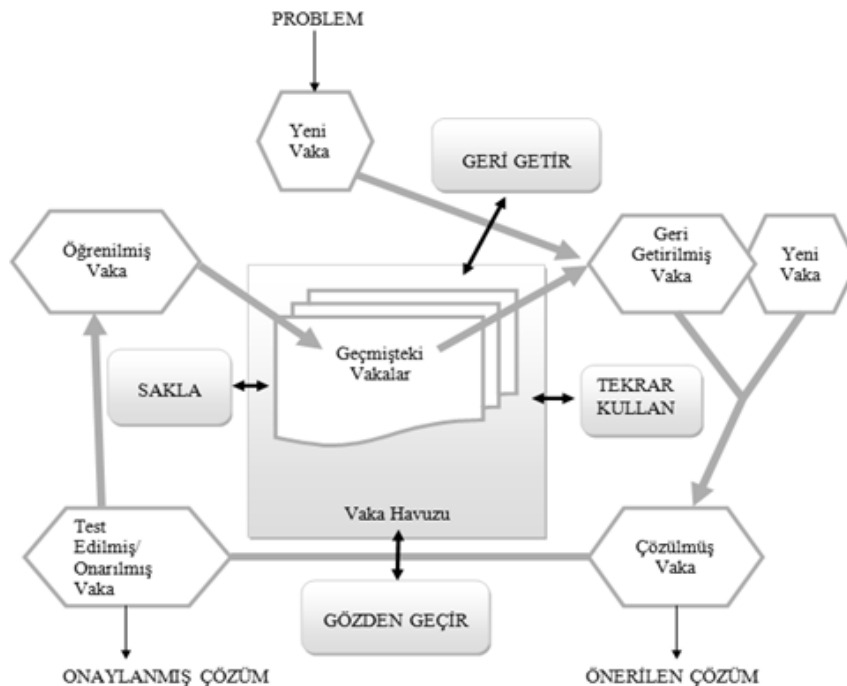 PROBLEM
Yeni
Vaka
GERİ GETİR
Öğrenilmiş
Vaka
Geri
Getirilmiş
Vaka
Yeni
Vaka
Geçmişteki
Vakalar
SAKLA
TEKRAR
KULLAN
Vaka Havuzu
Test
Edilmiş/
Onarılmış
Vaka
Çözülmüş
Vaka
GÖZDEN GEÇİR
ONAYLANMIŞ ÇÖZÜM
ÖNERİLEN ÇÖZÜM